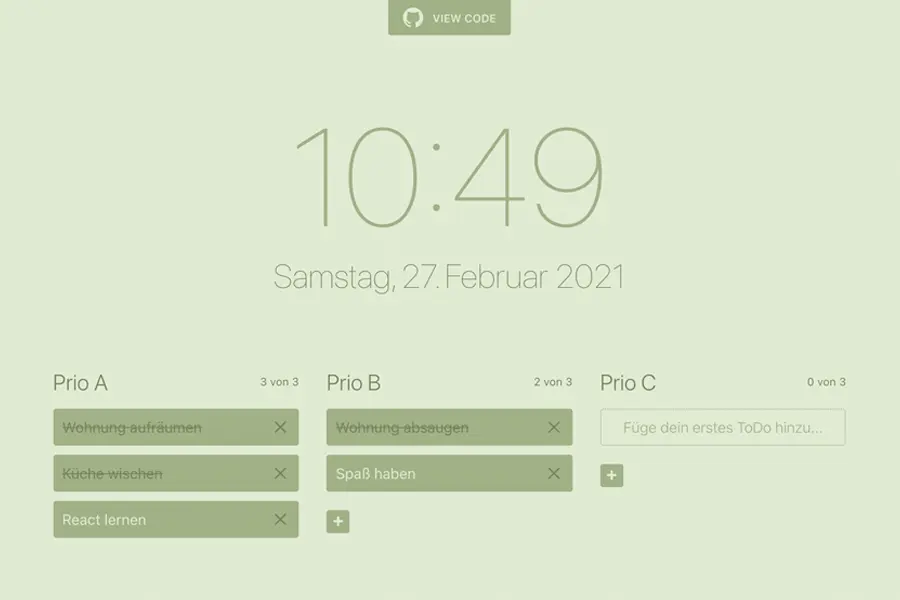 VIEW CODE
10:49
Samstag, 27. Februar 2021
Prio A
3 von 3
Wohnung aufräumen
Küche wischen
React lernen
Prio B
2 von 3
Wohnung absaugen
Spaß haben
Prio C
0 von 3
Füge dein erstes ToDo hinzu...